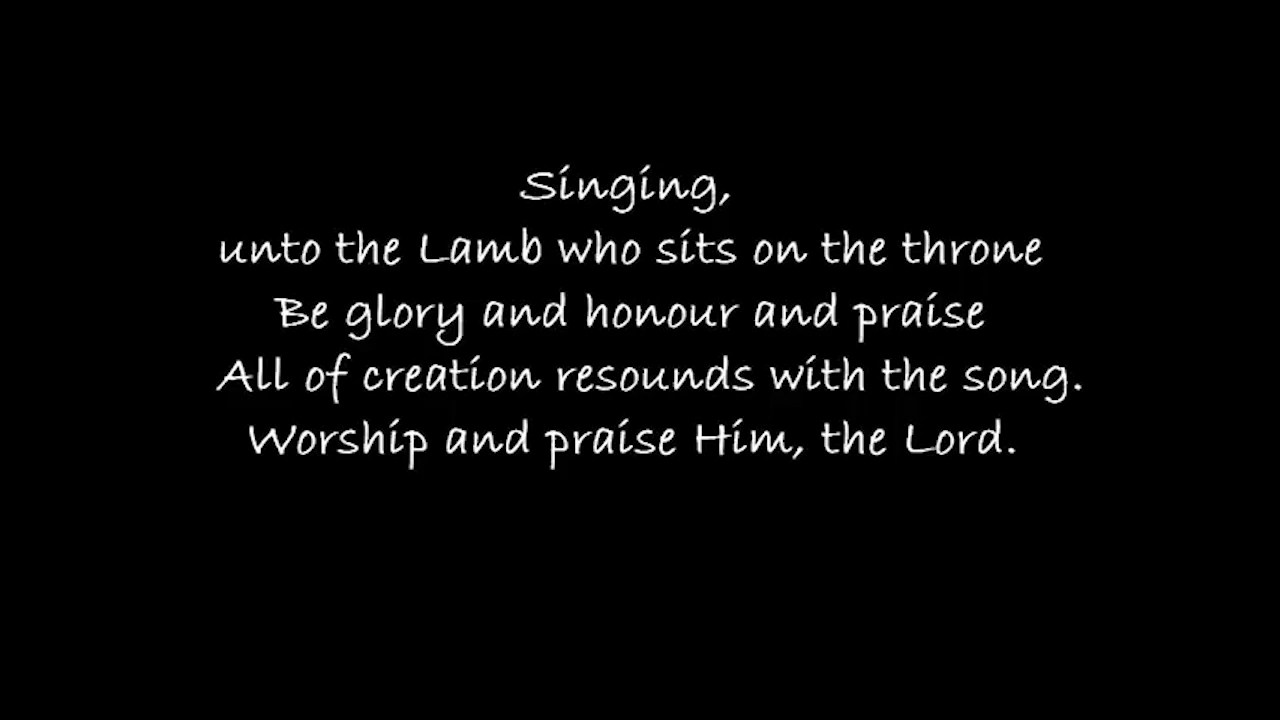 Singing,
unto the Lamb who sits on the throne
Be glory and honour and praise
All of creation resounds with the song.
Worship and praise Him, the Lord.